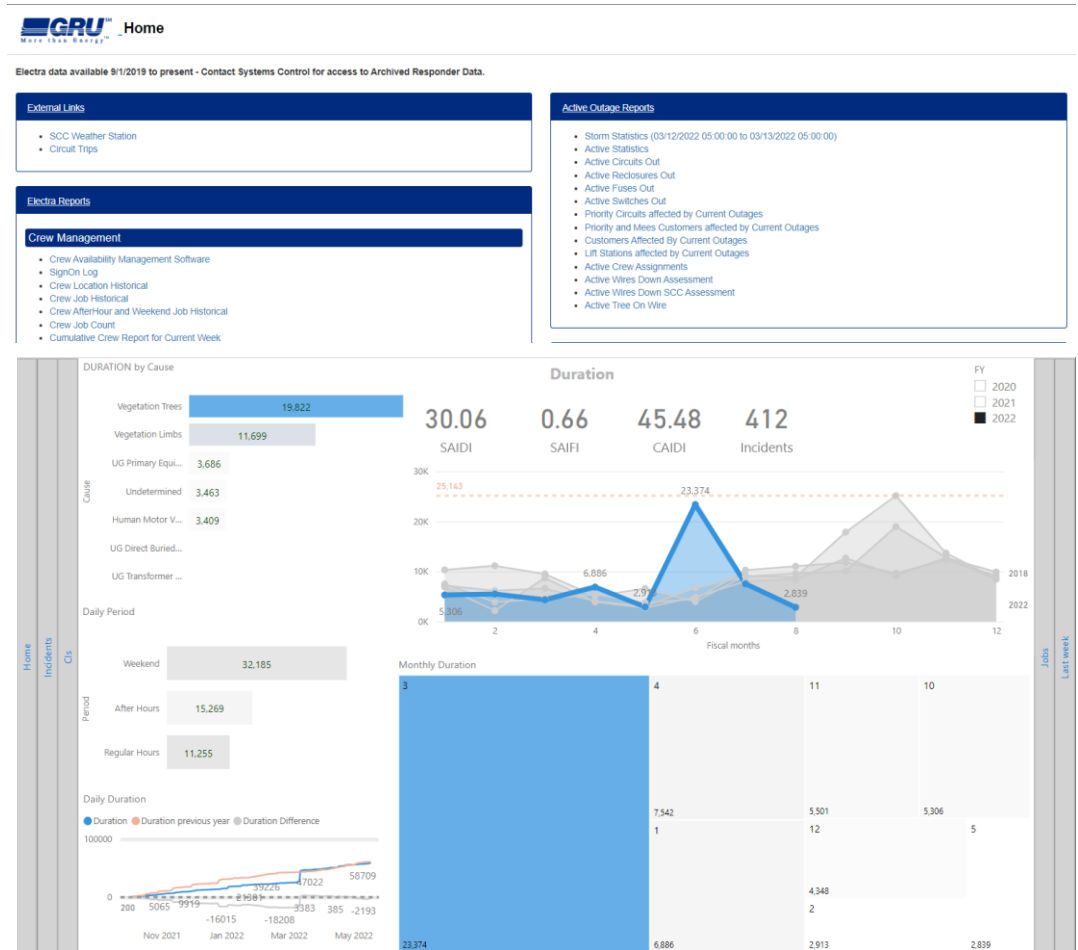 GRU
More than Energy
Home
Electra data available 9/1/2019 to present - Contact Systems Control for access to Archived Responder Data.
External Links
SCC Weather Station
Circuit Trips
Electra Reports
Crew Management
Crew Availability Management Software
SignOn Log
Crew Location Historical
Crew Job Historical
Crew AfterHour and Weekend Job Historical
Crew Job Count
Cumulative Crew Report for Current Week
Active Outage Reports
Storm Statistics (03/12/2022 05:00:00 to 03/13/2022 05:00:00)
Active Statistics
Active Circuits Out
Active Reclosures Out
Active Fuses Out
Active Switches Out
Priority Circuits affected by Current Outages
Priority and Mees Customers affected by Current Outages
Customers Affected By Current Outages
Lift Stations affected by Current Outages
Active Crew Assignments
Active Wires Down Assessment
Active Wires Down SCC Assessment
Active Tree On Wire
Home
Incidents
CIs
DURATION by Cause
Cause
Vegetation Trees 19,822
Vegetation Limbs 11,699
UG Primary Equi... 3,686
Undetermined 3,463
Human Motor V... 3,409
UG Direct Buried...
UG Transformer ...
Daily Period
Period
Weekend 32,185
After Hours 15,269
Regular Hours 11,255
Daily Duration
Duration Duration previous year Duration Difference
100000
0
200 5065 9919 21381 39226 47022 58709
-16015 -18208 3383 385 -2193
Nov 2021 Jan 2022 Mar 2022 May 2022
Duration
30.06 0.66 45.48 412
SAIDI SAIFI CAIDI Incidents
FY
2020
2021
2022
30K
25,143
23,374
20K
10K
6,886
2,839
5,306
0K
2018
2022
2 4 6 8 10 12
Fiscal months
Monthly Duration
3
23,374
4
7,542
11
5,501
10
5,306
1
6,886
12
4,348
2
2,913
5
2,839
Jobs
Last week